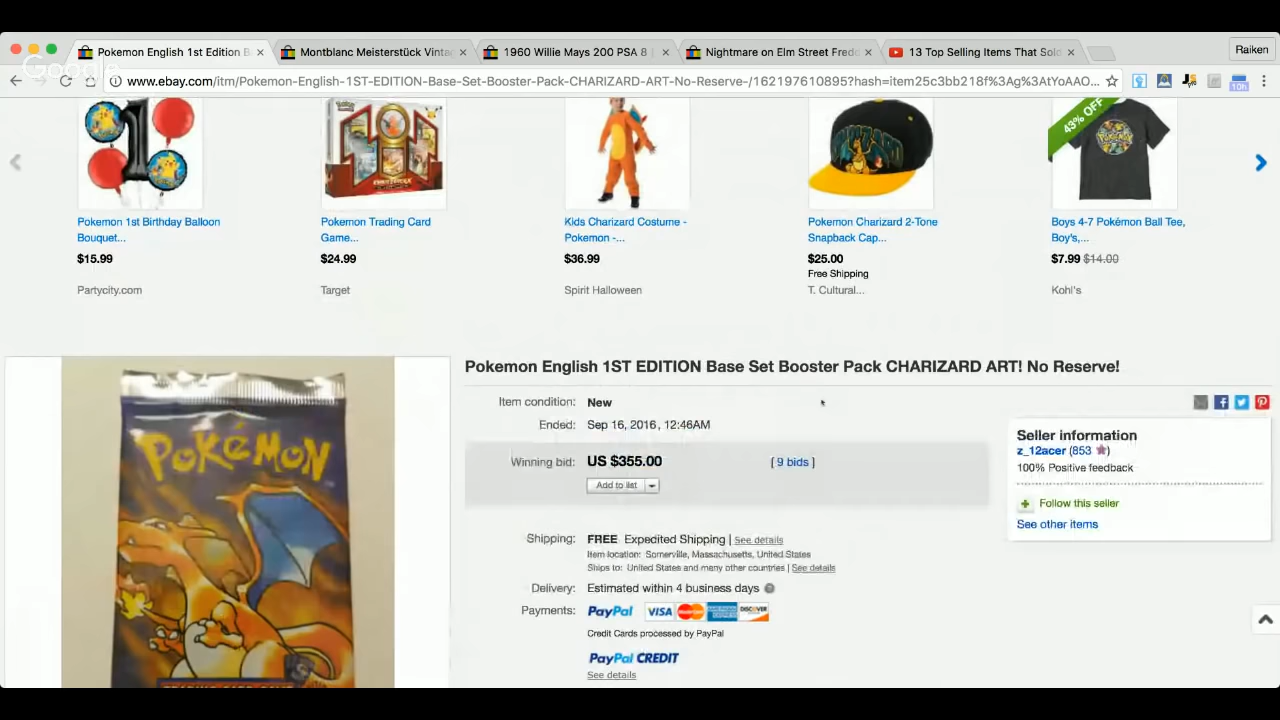 Pokemon English 1st Edition B
Montblanc Meisterstück Vinta
1960 Willie Mays 200 PSA 8 |
Nightmare on Elm Street Fredd
13 Top Selling Items That Sol
Raiken
Google
www.ebay.com/itm/Pokemon-English-1ST-EDITION-Base-Set-Booster-Pack-CHARIZARD-ART-No-Reserve-/162197610895?hash=item25c3bb218f%3Ag%3AtYoAAO...
10h
43% OFF
Pokemon 1st Birthday Balloon
Bouquet...
$15.99
Partycity.com
Pokemon Trading Card
Game...
$24.99
Target
Kids Charizard Costume -
Pokemon -...
$36.99
Spirit Halloween
Pokemon Charizard 2-Tone
Snapback Cap...
$25.00
Free Shipping
T. Cultural...
Boys 4-7 Pokémon Ball Tee,
Boy's,...
$7.99 $14.00
Kohl's
POKéMON
Pokemon English 1ST EDITION Base Set Booster Pack CHARIZARD ART! No Reserve!
Item condition: New
Ended: Sep 16, 2016 , 12:46AM
Winning bid: US $355.00 [ 9 bids ]
Add to list
Shipping: FREE Expedited Shipping | See details
Item location: Somerville, Massachusetts, United States
Ships to: United States and many other countries | See details
Delivery: Estimated within 4 business days
Payments: PayPal VISA MasterCard DISCOVER
Credit Cards processed by PayPal
PayPal CREDIT
See details
Seller information
z_12acer (853 )
100% Positive feedback
Follow this seller
See other items